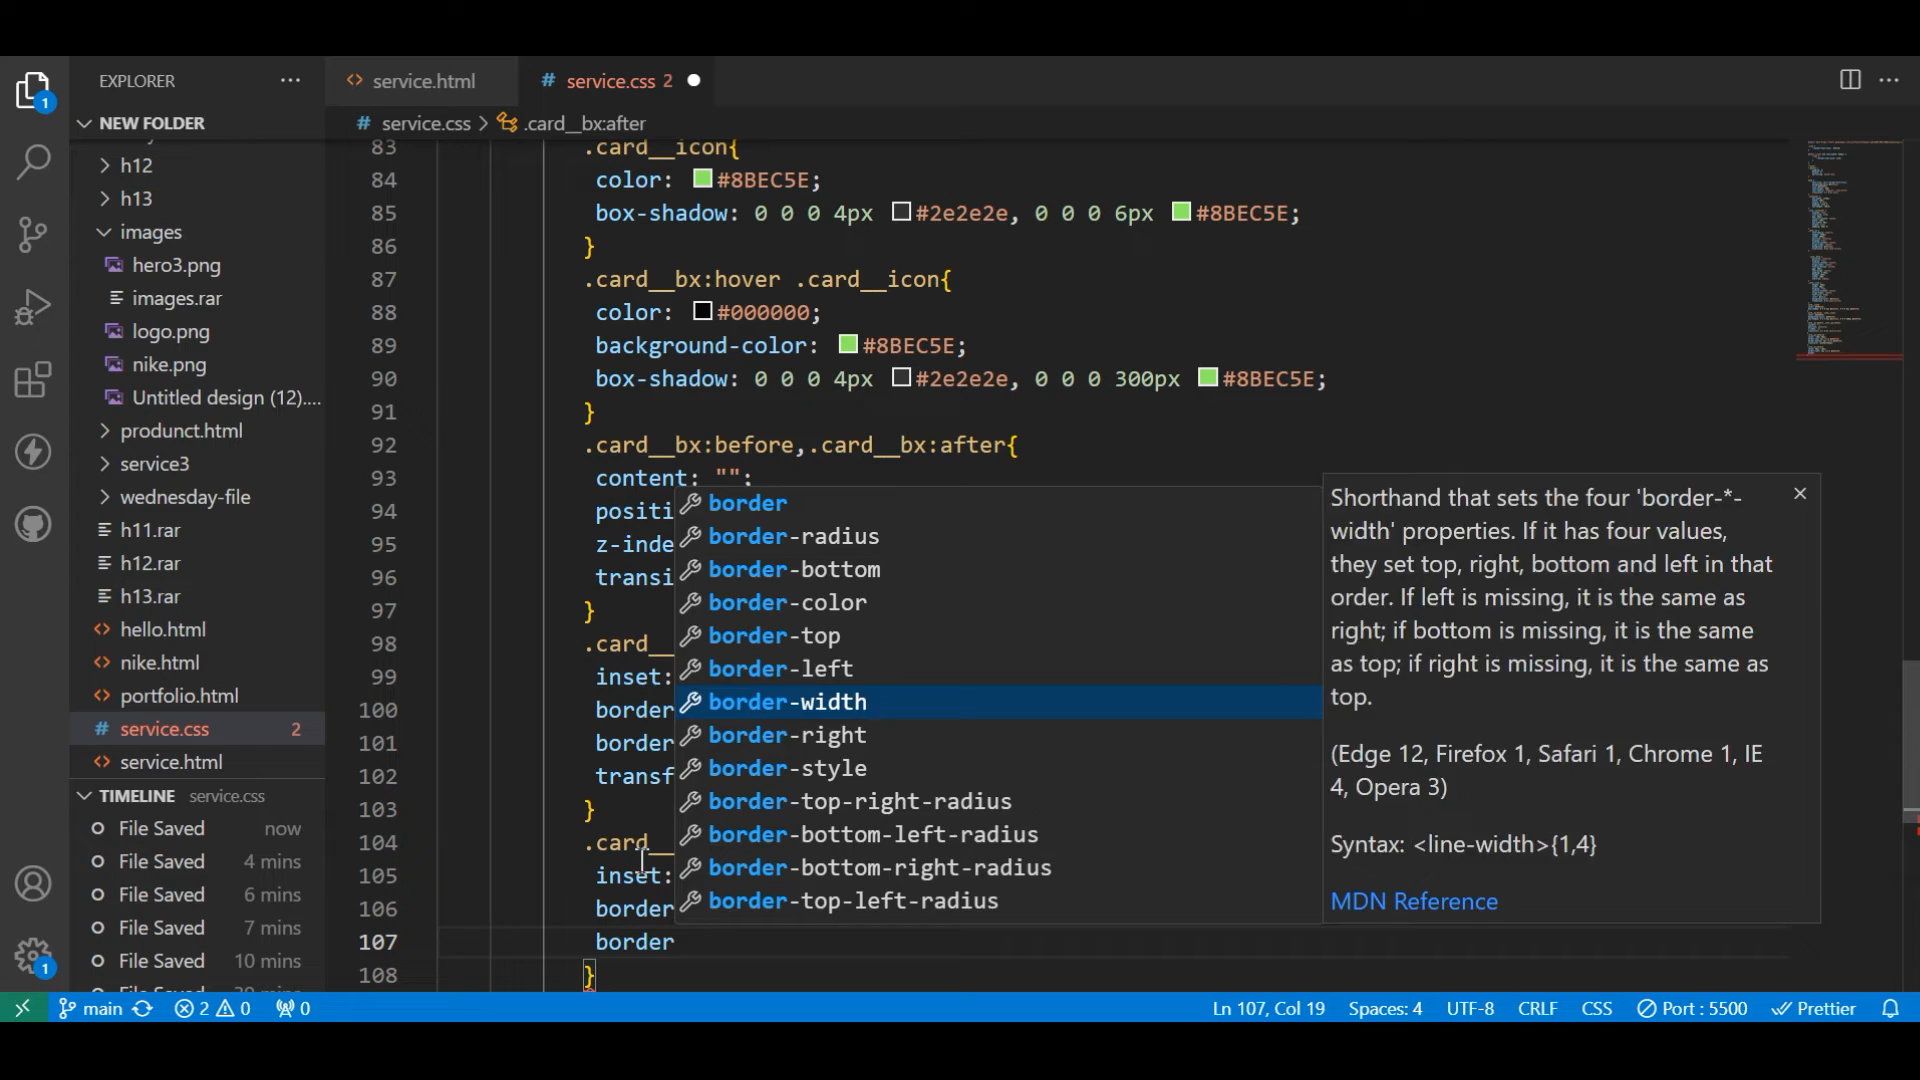 EXPLORER
service.html
service.css 2
NEW FOLDER
service.css > .card__bx:after
h12
h13
images
hero3.png
images.rar
logo.png
nike.png
Untitled design (12)....
produnct.html
service3
wednesday-file
h11.rar
h12.rar
h13.rar
hello.html
nike.html
portfolio.html
service.css 2
service.html
TIMELINE service.css
File Saved now
File Saved 4 mins
File Saved 6 mins
File Saved 7 mins
File Saved 10 mins
83 .card__icon{
84 color: #8BEC5E;
85 box-shadow: 0 0 0 4px #2e2e2e, 0 0 0 6px #8BEC5E;
86 }
87 .card__bx:hover .card__icon{
88 color: #000000;
89 background-color: #8BEC5E;
90 box-shadow: 0 0 0 4px #2e2e2e, 0 0 0 300px #8BEC5E;
91 }
92 .card__bx:before,.card__bx:after{
93 content: "";
94 positi
95 z-inde
96 transi
97 }
98 .card__
99 inset:
100 border
101 border
102 transf
103 }
104 .card__
105 inset:
106 border
107 border
108 }
border
border-radius
border-bottom
border-color
border-top
border-left
border-width
border-right
border-style
border-top-right-radius
border-bottom-left-radius
border-bottom-right-radius
border-top-left-radius
Shorthand that sets the four 'border-*-
width' properties. If it has four values,
they set top, right, bottom and left in that
order. If left is missing, it is the same as
right; if bottom is missing, it is the same
as top; if right is missing, it is the same as
top.
(Edge 12, Firefox 1, Safari 1, Chrome 1, IE
4, Opera 3)
Syntax: <line-width>{1,4}
MDN Reference
1
1
main 2 0 0 Ln 107, Col 19 Spaces: 4 UTF-8 CRLF CSS Port : 5500 Prettier